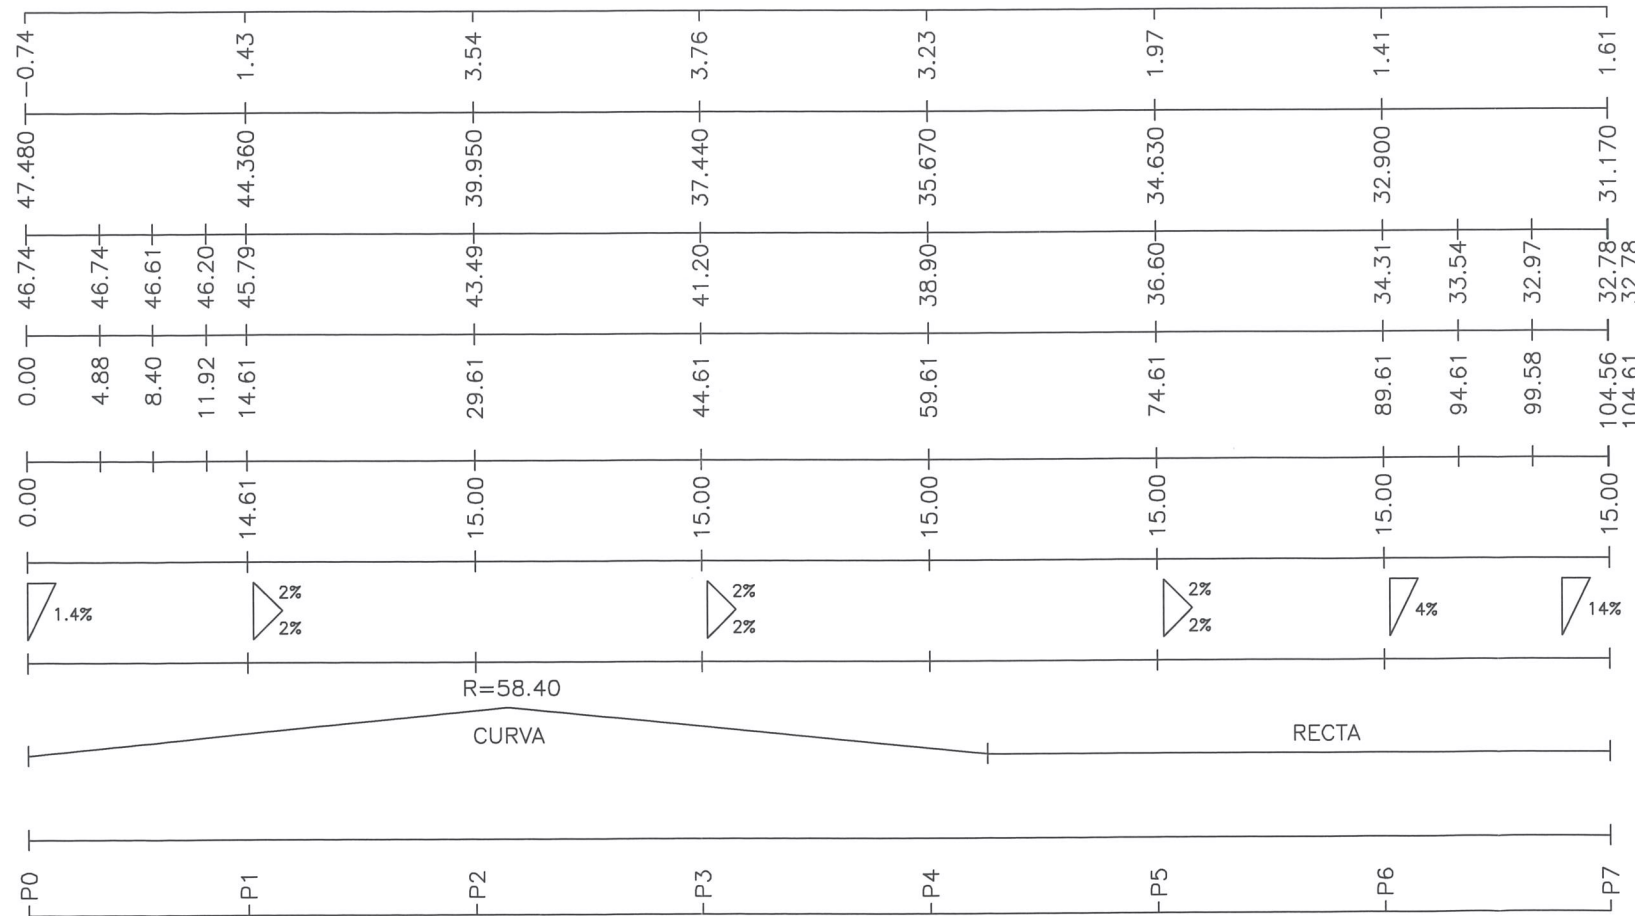 -0.74 1.43 3.54 3.76 3.23 1.97 1.41 1.61
47.480 44.360 39.950 37.440 35.670 34.630 32.900 31.170
46.74 46.74 46.61 46.20 45.79 43.49 41.20 38.90 36.60 34.31 33.54 32.97 32.78 32.78
0.00 4.88 8.40 11.92 14.61 29.61 44.61 59.61 74.61 89.61 94.61 99.58 104.56 104.61
0.00 14.61 15.00 15.00 15.00 15.00 15.00 15.00
1.4% 2% 2% 2% 2% 2% 2% 4% 14%
R=58.40
CURVA RECTA
P0 P1 P2 P3 P4 P5 P6 P7